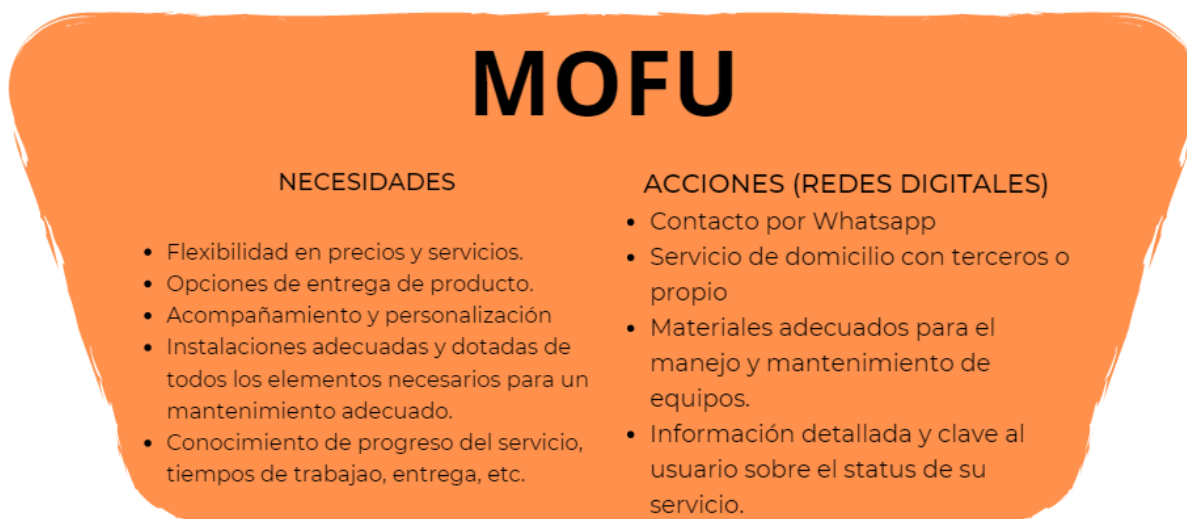 MOFU
NECESIDADES
• Flexibilidad en precios y servicios.
• Opciones de entrega de producto.
• Acompañamiento y personalización
• Instalaciones adecuadas y dotadas de
todos los elementos necesarios para un
mantenimiento adecuado.
• Conocimiento de progreso del servicio,
tiempos de trabajao, entrega, etc.
ACCIONES (REDES DIGITALES)
• Contacto por Whatsapp
• Servicio de domicilio con terceros o
propio
• Materiales adecuados para el
manejo y mantenimiento de
equipos.
• Información detallada y clave al
usuario sobre el status de su
servicio.